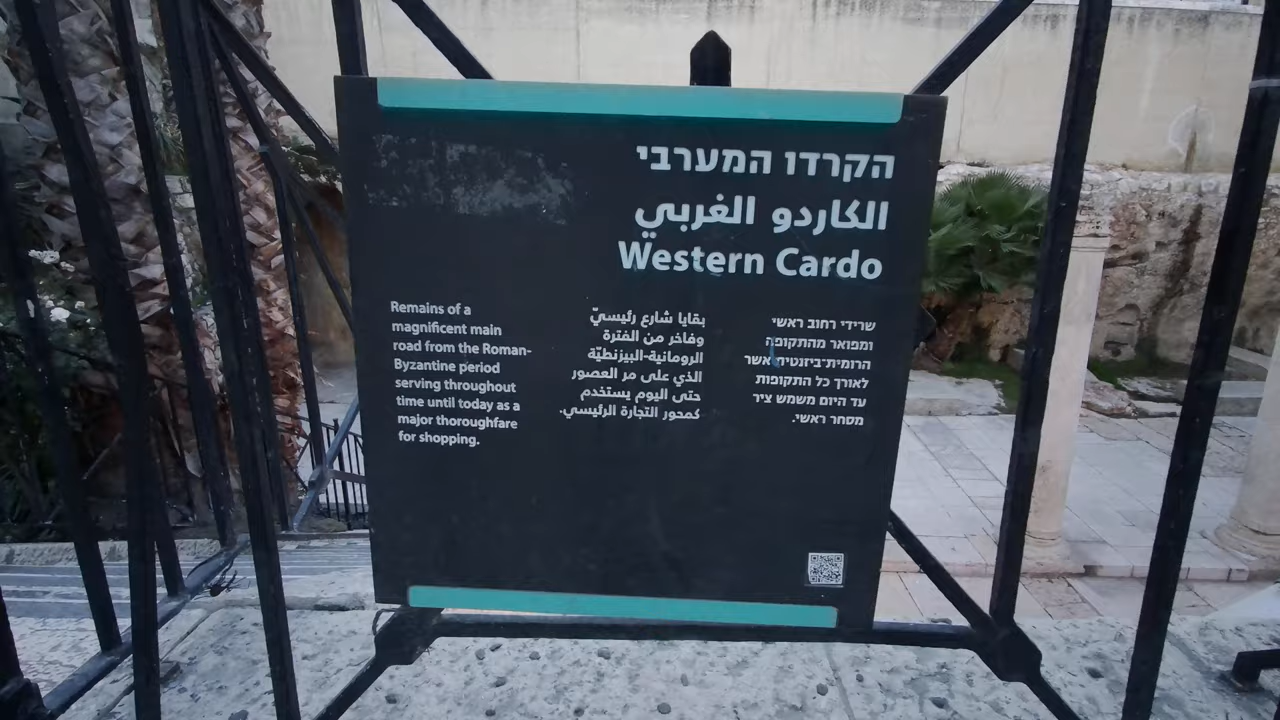 הקרדו המערבי
الكاردو الغربي
Western Cardo
שרידי רחוב ראשי
ומפואר מהתקופה
הרומית־ביזנטית אשר
לאורך כל התקופות
עד היום משמש ציר
מסחר ראשי.
بقايا شارع رئيسيّ
وفاخر من الفترة
الرومانية-البيزنطيّة
الذي على مر العصور
حتى اليوم يستخدم
كمحور التجارة الرئيسي.
Remains of a
magnificent main
road from the Roman-
Byzantine period
serving throughout
time until today as a
major thoroughfare
for shopping.